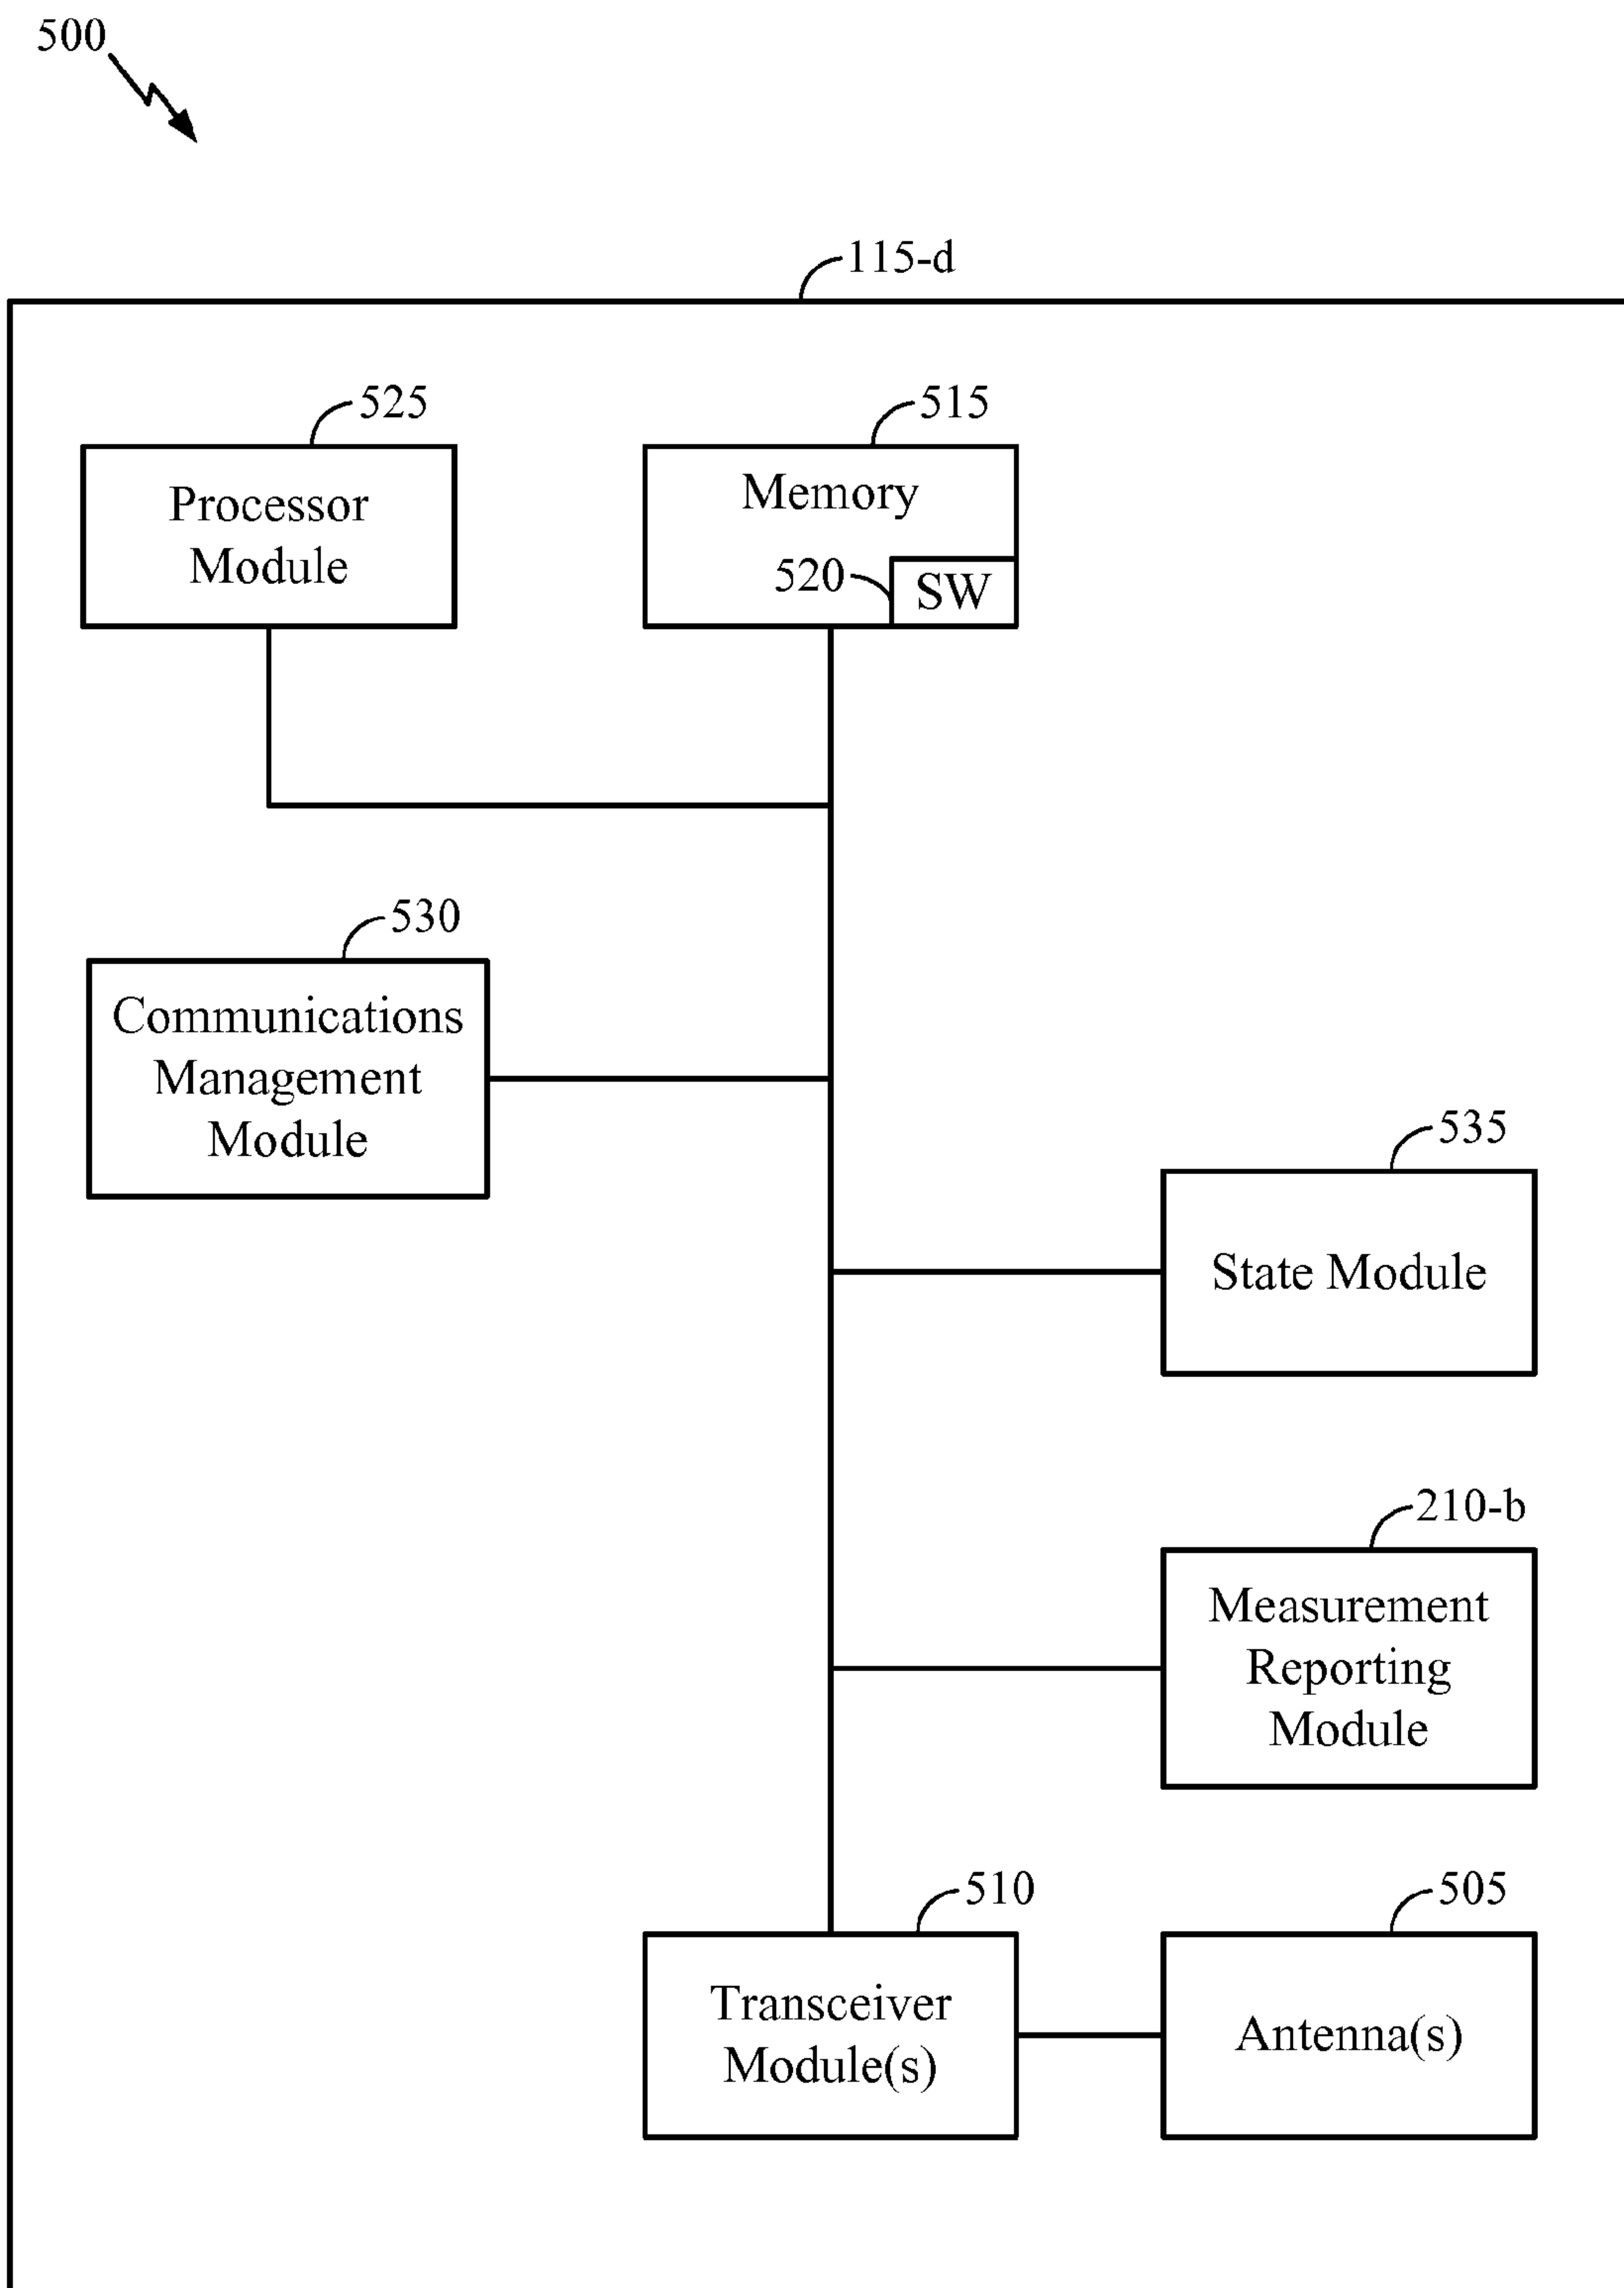 500
115-d
525
515
Processor
Module
Memory
520
SW
530
Communications
Management
Module
535
State Module
210-b
Measurement
Reporting
Module
510
505
Transceiver
Module(s)
Antenna(s)